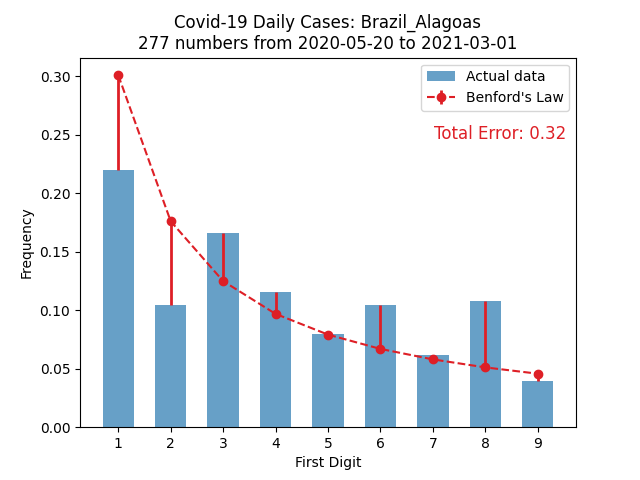 Covid-19 Daily Cases: Brazil_Alagoas
277 numbers from 2020-05-20 to 2021-03-01
Actual data
Benford's Law
Total Error: 0.32
Frequency
0.30
0.25
0.20
0.15
0.10
0.05
0.00
1 2 3 4 5 6 7 8 9
First Digit